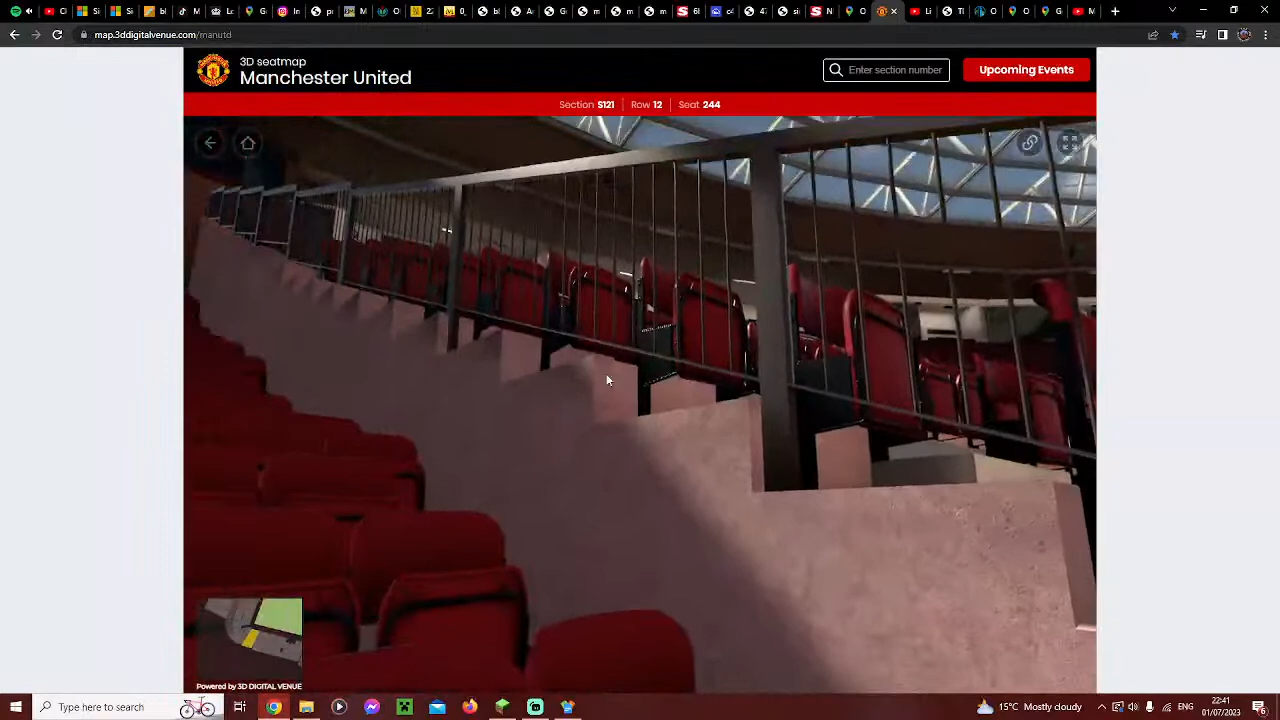 map.3ddigitalvenue.com/manutd
3D seatmap
Manchester United
Enter section number
Upcoming Events
Section S121 Row 12 Seat 244
Powered by 3D DIGITAL VENUE
Type here to search
15°C Mostly cloudy
ENG
22:41
01/07/2023